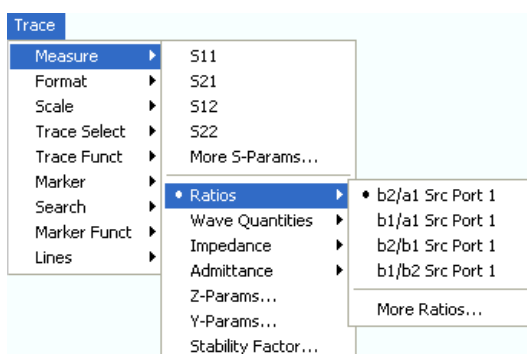 Trace
Measure
Format
Scale
Trace Select
Trace Funct
Marker
Search
Marker Funct
Lines
S11
S21
S12
S22
More S-Params...
Ratios
Wave Quantities
Impedance
Admittance
Z-Params...
Y-Params...
Stability Factor...
b2/a1 Src Port 1
b1/a1 Src Port 1
b2/b1 Src Port 1
b1/b2 Src Port 1
More Ratios...